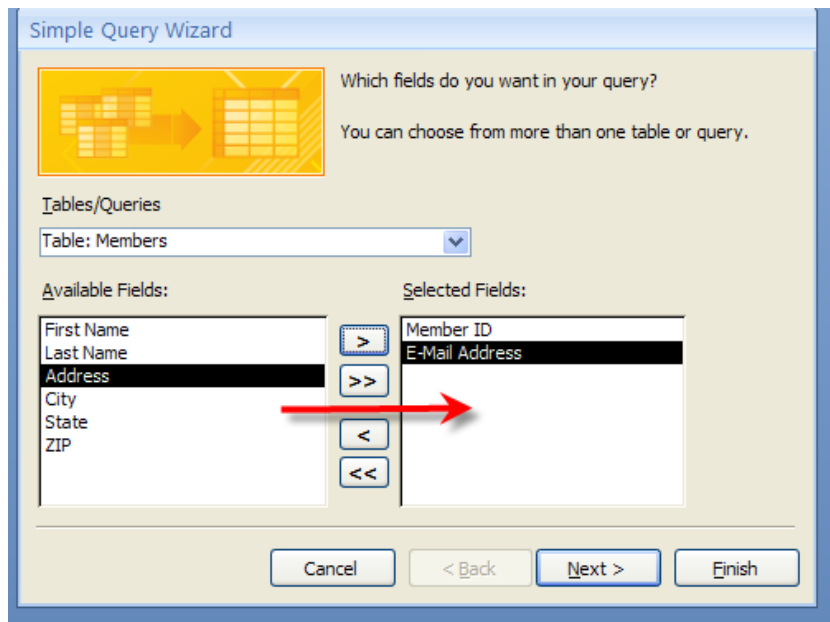 Simple Query Wizard
Which fields do you want in your query?
You can choose from more than one table or query.
Tables/Queries
Table: Members
Available Fields:
First Name
Last Name
Address
City
State
ZIP
>
>>
<
<<
Selected Fields:
Member ID
E-Mail Address
Cancel
< Back
Next >
Finish